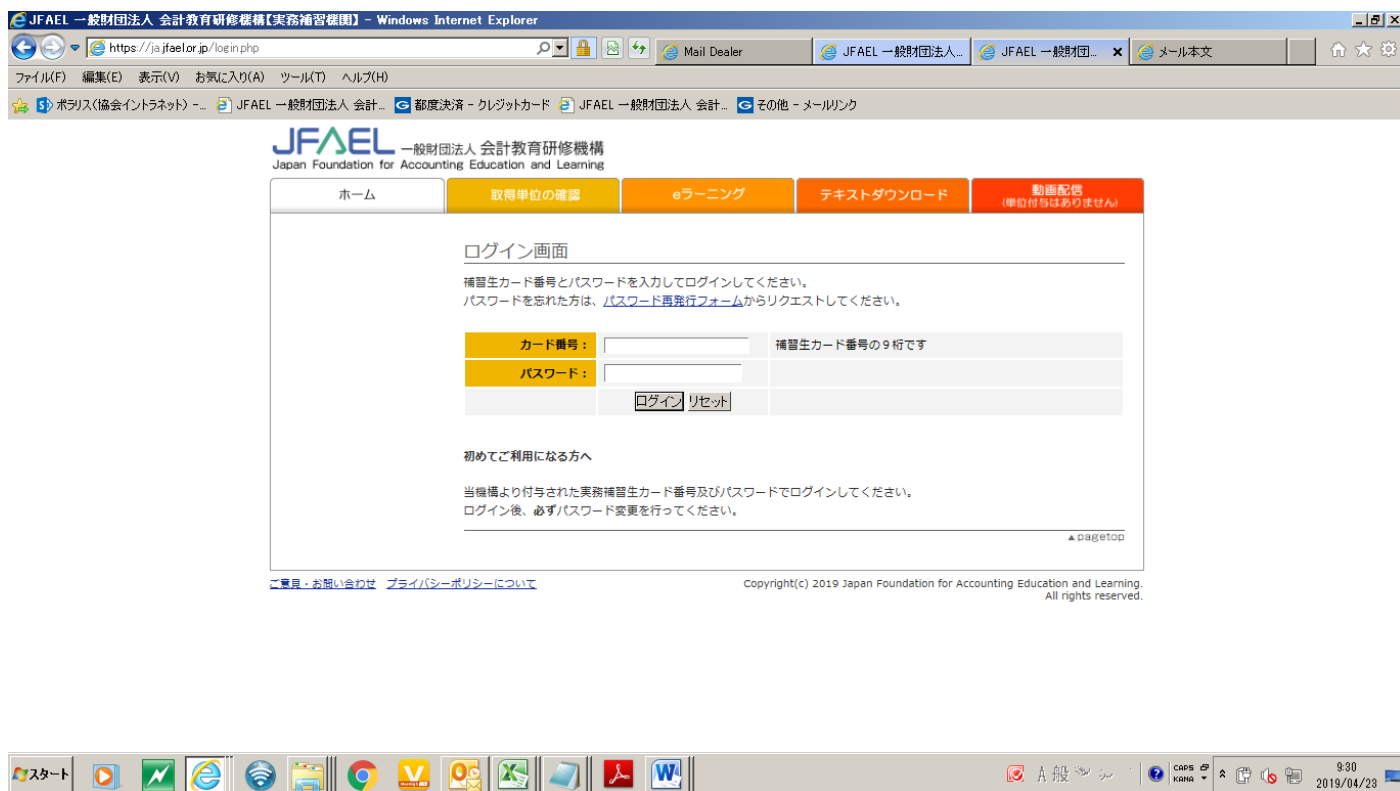 JFAEL 一般財団法人 会計教育研修機構【実務補習機関】 - Windows Internet Explorer
https://ja.jfael.or.jp/login.php
Mail Dealer
JFAEL 一般財団法人...
JFAEL 一般財団...
メール本文
ファイル(F) 編集(E) 表示(V) お気に入り(A) ツール(T) ヘルプ(H)
ポラリス(協会イントラネット) -... JFAEL 一般財団法人 会計... 都度決済 - クレジットカード JFAEL 一般財団法人 会計... その他 - メールリンク
JFAEL 一般財団法人 会計教育研修機構
Japan Foundation for Accounting Education and Learning
ホーム 取得単位の確認 eラーニング テキストダウンロード 動画配信
(単位付与はありません)
ログイン画面
補習生カード番号とパスワードを入力してログインしてください。
パスワードを忘れた方は、パスワード再発行フォームからリクエストしてください。
カード番号: 補習生カード番号の9桁です
パスワード:
ログイン リセット
初めてご利用になる方へ
当機構より付与された実務補習生カード番号及びパスワードでログインしてください。
ログイン後、必ずパスワード変更を行ってください。
▲pagetop
ご意見・お問い合わせ プライバシーポリシーについて
Copyright(c) 2019 Japan Foundation for Accounting Education and Learning.
All rights reserved.
スタート
A 般
CAPS
KANA
9:30
2019/04/23